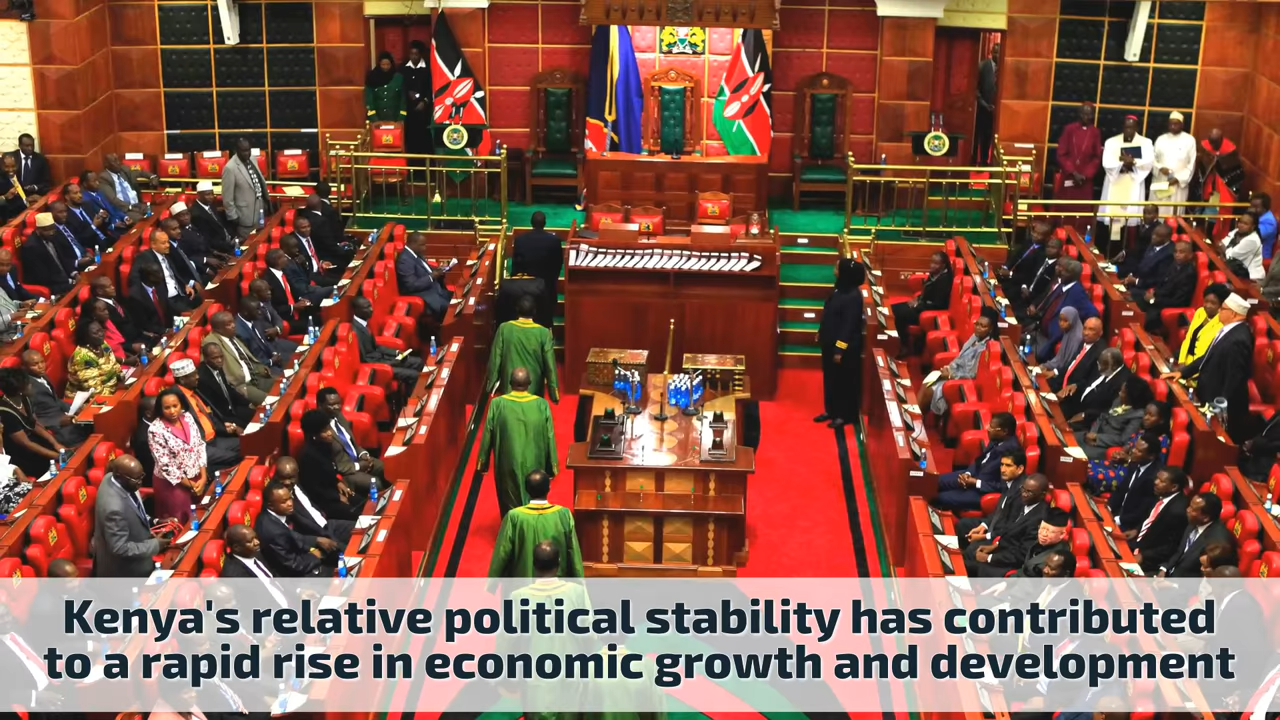 Kenya's relative political stability has contributed
to a rapid rise in economic growth and development